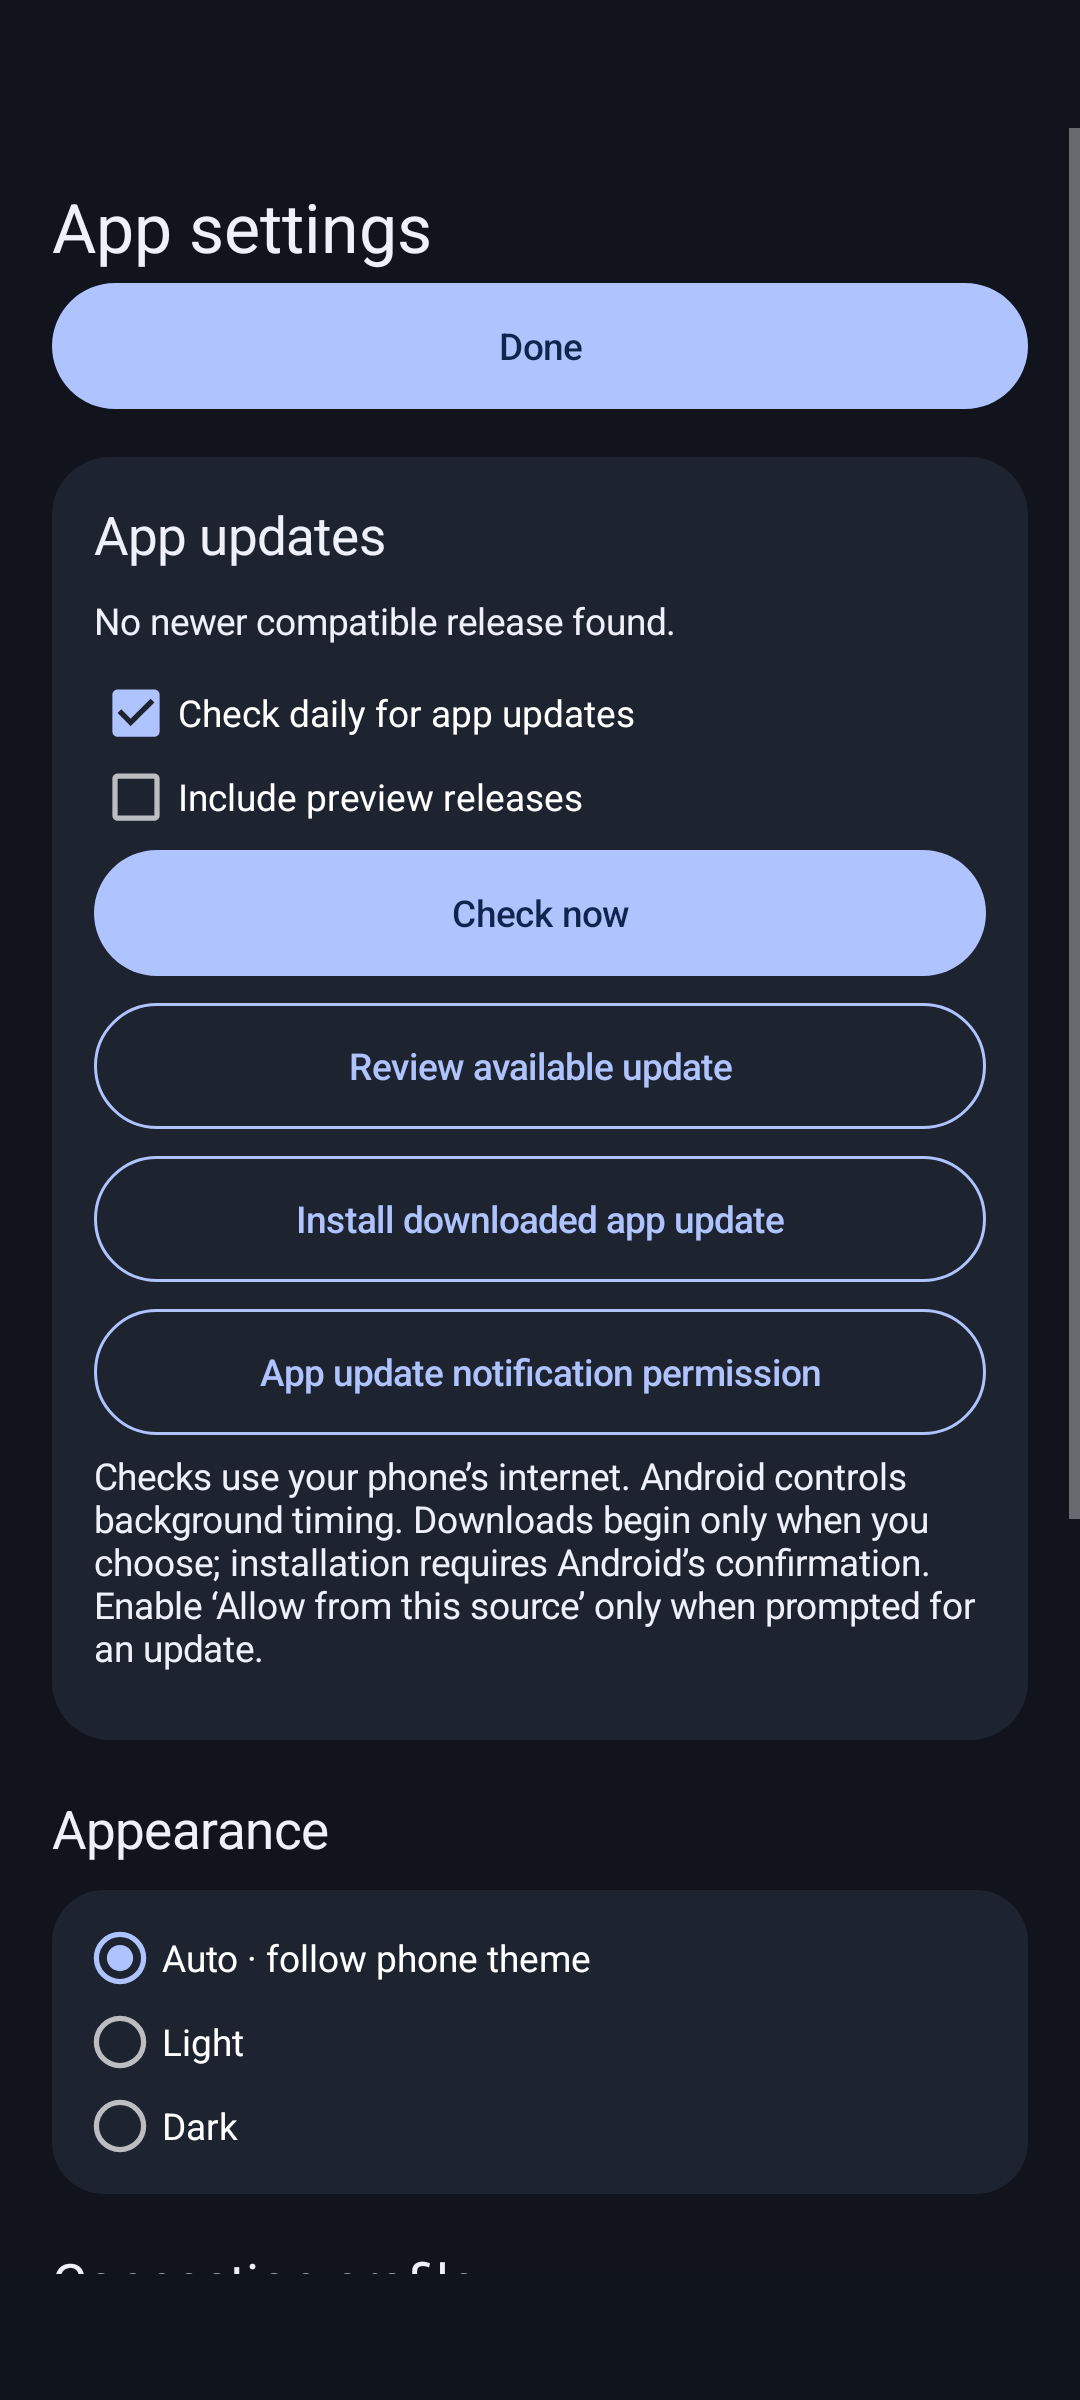 App settings
Done
App updates
No newer compatible release found.
Check daily for app updates
Include preview releases
Check now
Review available update
Install downloaded app update
App update notification permission
Checks use your phone’s internet. Android controls
background timing. Downloads begin only when you
choose; installation requires Android’s confirmation.
Enable ‘Allow from this source’ only when prompted for
an update.
Appearance
Auto · follow phone theme
Light
Dark
Connection profile